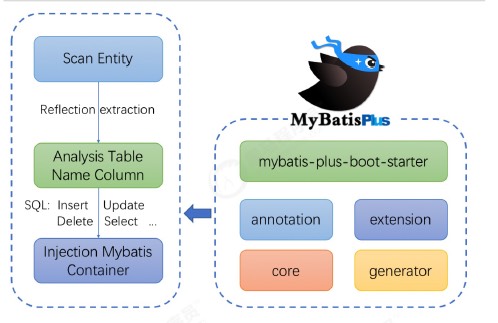 Scan Entity
Reflection extraction
Analysis Table
Name Column
SQL: Insert Update
Delete Select ...
Injection Mybatis
Container
MyBatisPlus
mybatis-plus-boot-starter
annotation
extension
core
generator